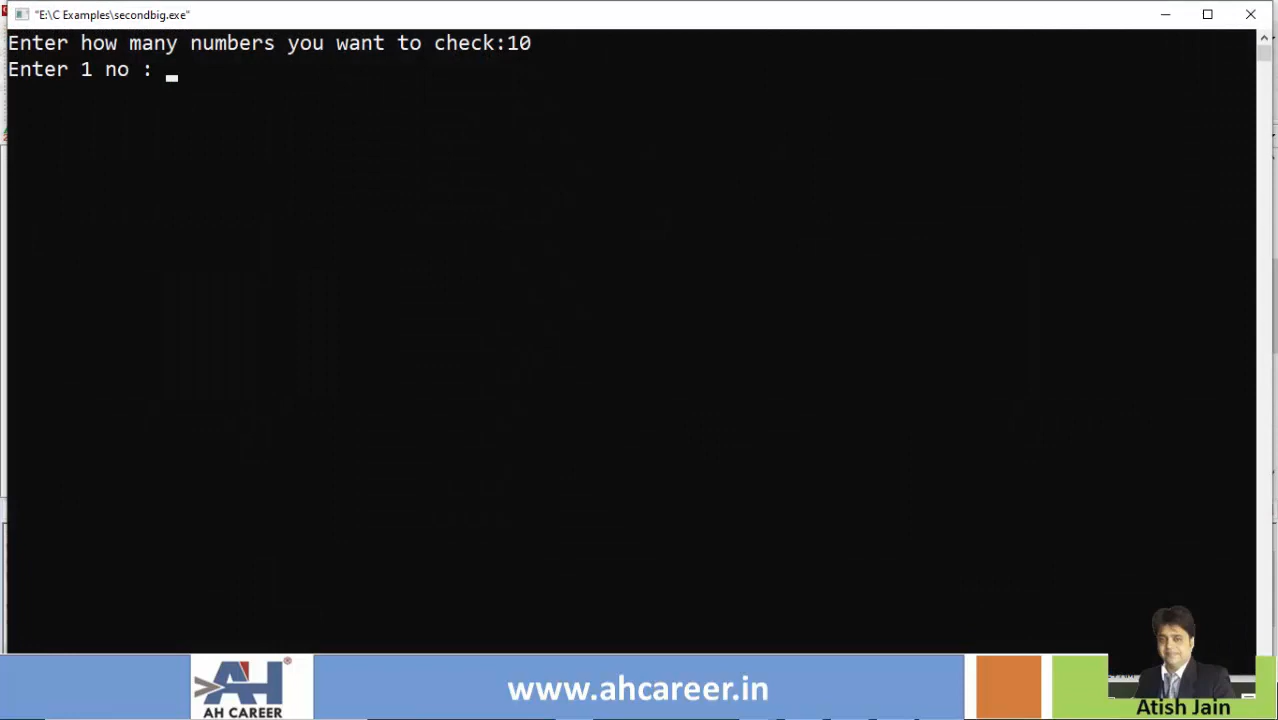 "E:\C Examples\secondbig.exe"
Enter how many numbers you want to check:10
Enter 1 no :
AH
AH CAREER
www.ahcareer.in
Atish Jain